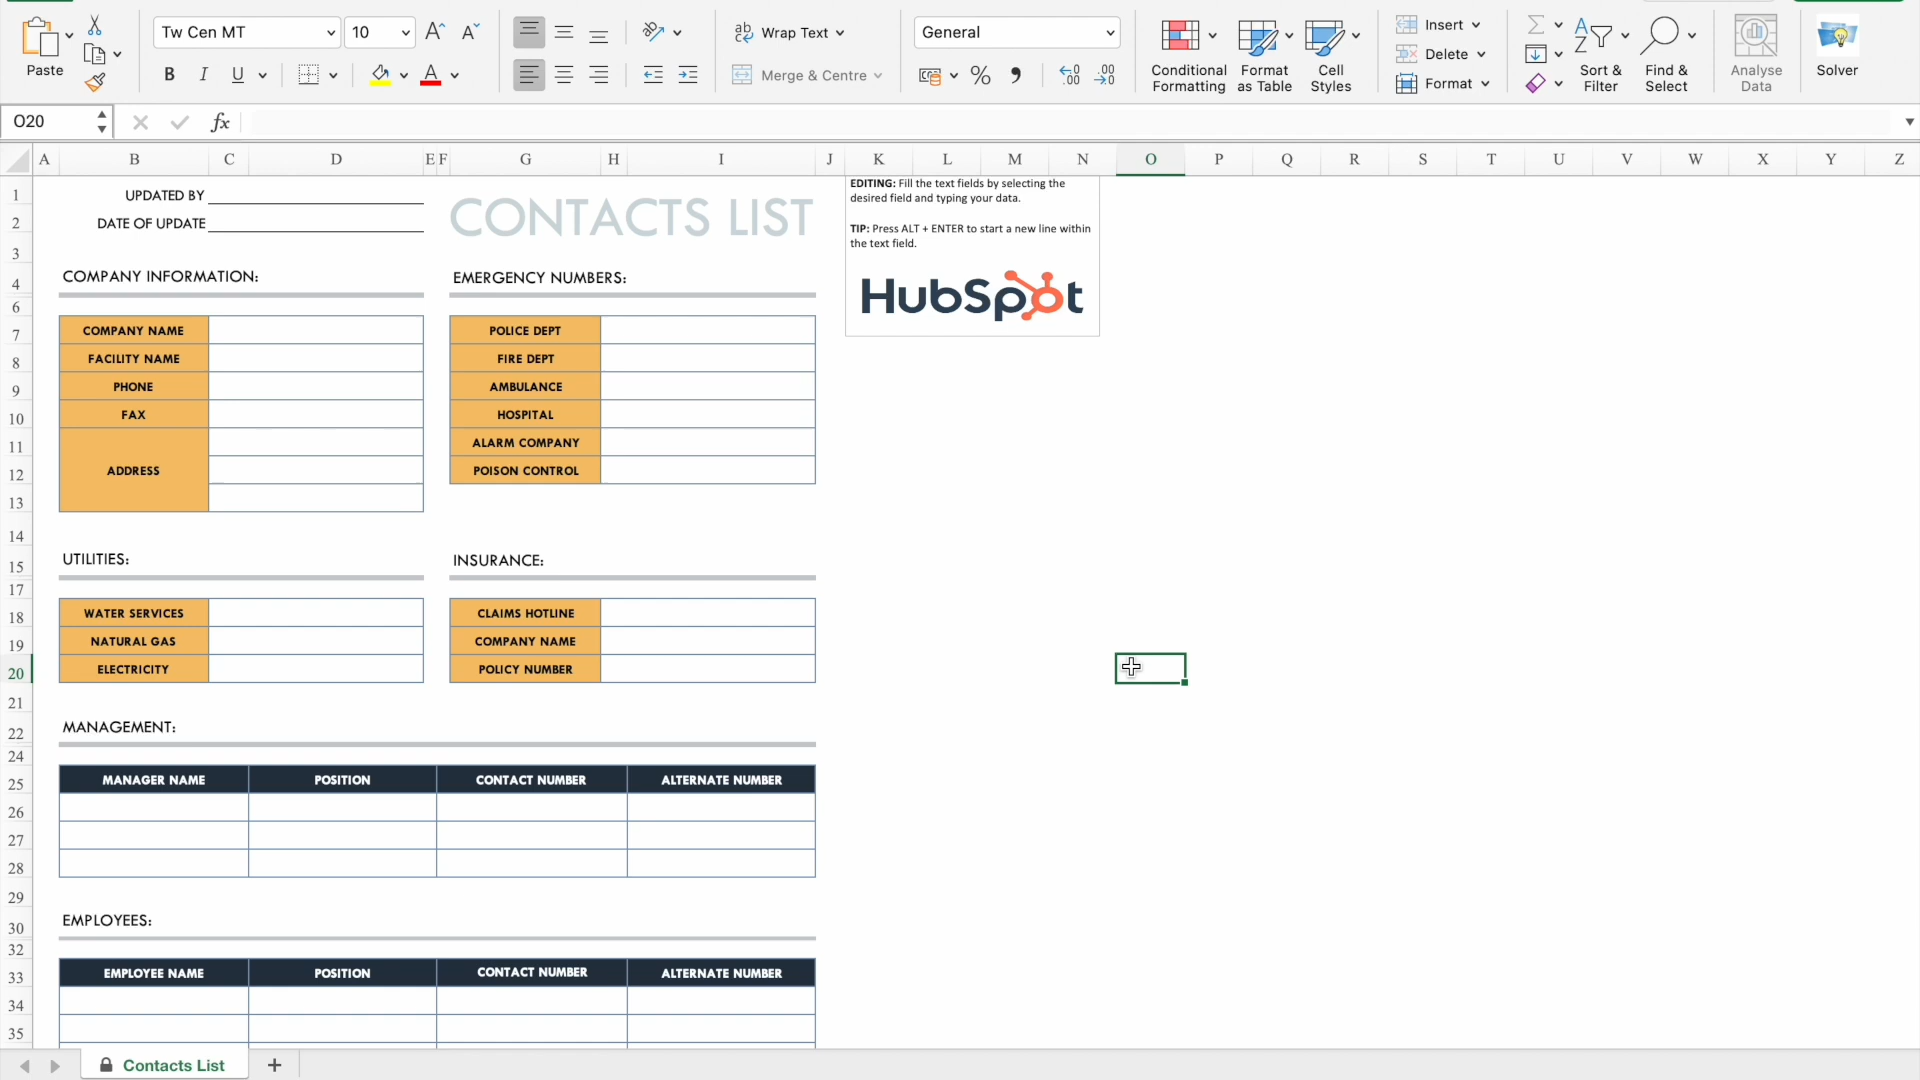 Tw Cen MT
10
Wrap Text
General
Insert
Delete
Format
Paste
B I U
Merge & Centre
Conditional Formatting
Format as Table
Cell Styles
Sort & Filter
Find & Select
Analyse Data
Solver
O20
fx
A B C D E F G H I J K L M N O P Q R S T U V W X Y Z
1 UPDATED BY
2 DATE OF UPDATE
CONTACTS LIST
EDITING: Fill the text fields by selecting the
desired field and typing your data.
TIP: Press ALT + ENTER to start a new line within
the text field.
HubSpot
3
4 COMPANY INFORMATION: EMERGENCY NUMBERS:
6
7 COMPANY NAME POLICE DEPT
8 FACILITY NAME FIRE DEPT
9 PHONE AMBULANCE
10 FAX HOSPITAL
11 ALARM COMPANY
12 ADDRESS POISON CONTROL
13
14
15 UTILITIES: INSURANCE:
17
18 WATER SERVICES CLAIMS HOTLINE
19 NATURAL GAS COMPANY NAME
20 ELECTRICITY POLICY NUMBER
21
22 MANAGEMENT:
24
25 MANAGER NAME POSITION CONTACT NUMBER ALTERNATE NUMBER
26
27
28
29
30 EMPLOYEES:
32
33 EMPLOYEE NAME POSITION CONTACT NUMBER ALTERNATE NUMBER
34
35
Contacts List